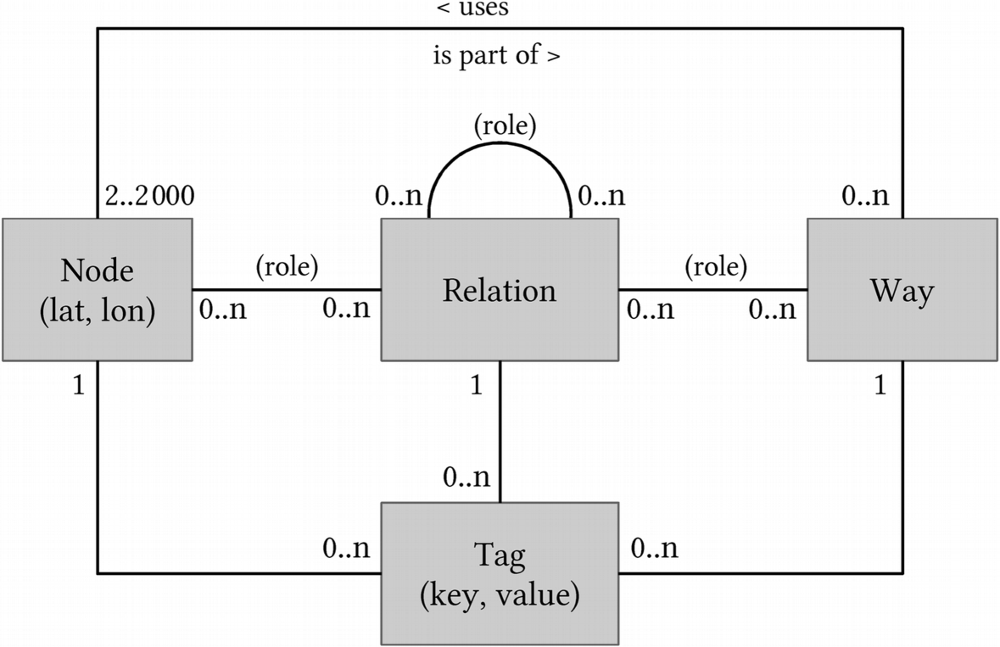 < uses
is part of >
(role)
2..2000
0..n
0..n
0..n
Node
(lat, lon)
(role)
0..n
0..n
Relation
(role)
0..n
0..n
Way
1
1
1
0..n
0..n
0..n
Tag
(key, value)